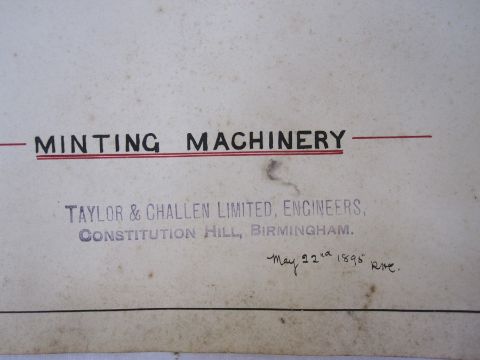 MINTING MACHINERY
TAYLOR & CHALLEN LIMITED, ENGINEERS,
CONSTITUTION HILL, BIRMINGHAM.
May 22nd 1895